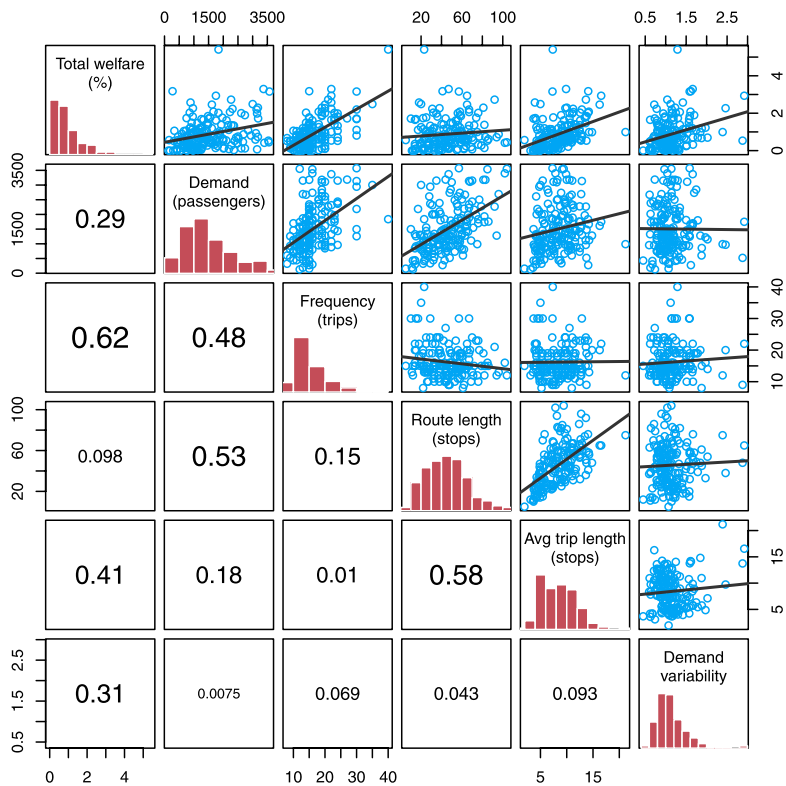 0 1500 3500 20 60 100 0.5 1.5 2.5
Total welfare
(%)
0 2 4
Demand
(passengers)
0 1500 3500
0.29
Frequency
(trips)
10 20 30 40
0.62 0.48
Route length
(stops)
20 60 100
0.098 0.53 0.15
Avg trip length
(stops)
5 15
0.41 0.18 0.01 0.58
Demand
variability
0.5 1.5 2.5
0.31 0.0075 0.069 0.043 0.093
0 2 4 10 20 30 40 5 15